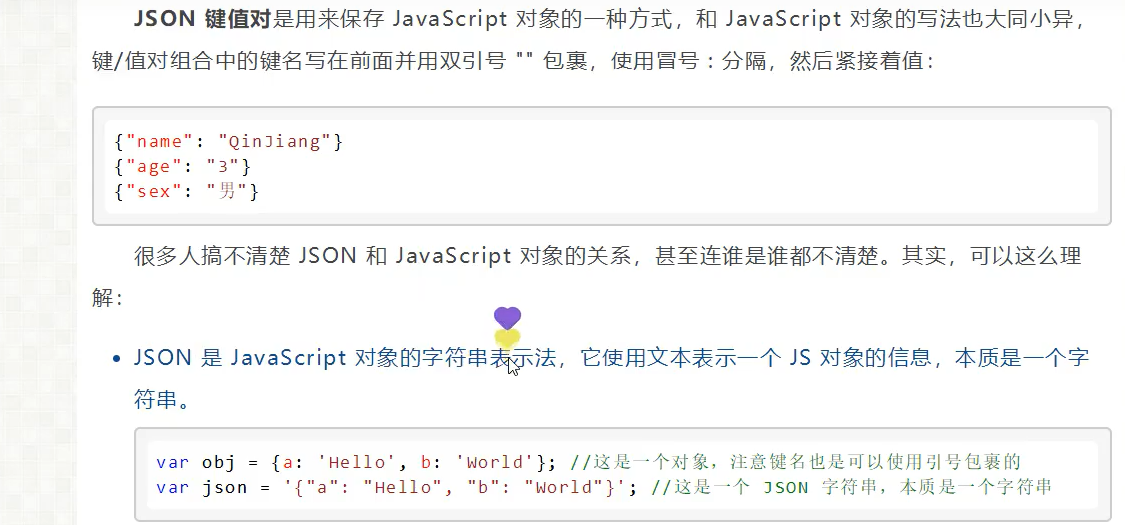 JSON 键值对是用来保存 JavaScript 对象的一种方式，和 JavaScript 对象的写法也大同小异，
键/值对组合中的键名写在前面并用双引号 "" 包裹，使用冒号 : 分隔，然后紧接着值：
{"name": "QinJiang"}
{"age": "3"}
{"sex": "男"}
很多人搞不清楚 JSON 和 JavaScript 对象的关系，甚至连谁是谁都不清楚。其实，可以这么理
解：
JSON 是 JavaScript 对象的字符串表示法，它使用文本表示一个 JS 对象的信息，本质是一个字
符串。
var obj = {a: 'Hello', b: 'World'}; //这是一个对象，注意键名也是可以使用引号包裹的
var json = '{"a": "Hello", "b": "World"}'; //这是一个 JSON 字符串，本质是一个字符串